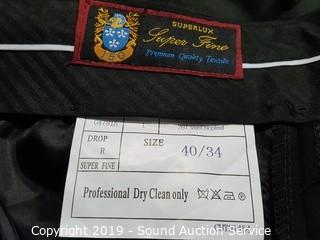 SUPERLUX
Super Fine
Premium Quality Textile
1
DROP
R
SIZE
40/34
SUPER FINE
Professional Dry Clean only
Copyright 2019 - Sound Auction Service